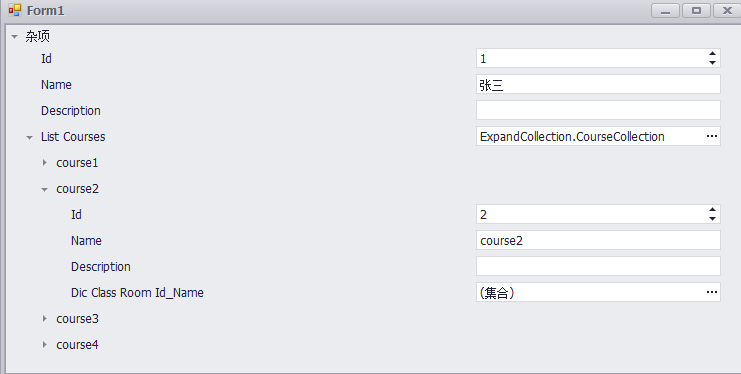 Form1
杂项
Id 1
Name 张三
Description
List Courses ExpandCollection.CourseCollection ...
course1
course2
Id 2
Name course2
Description
Dic Class Room Id_Name (集合) ...
course3
course4